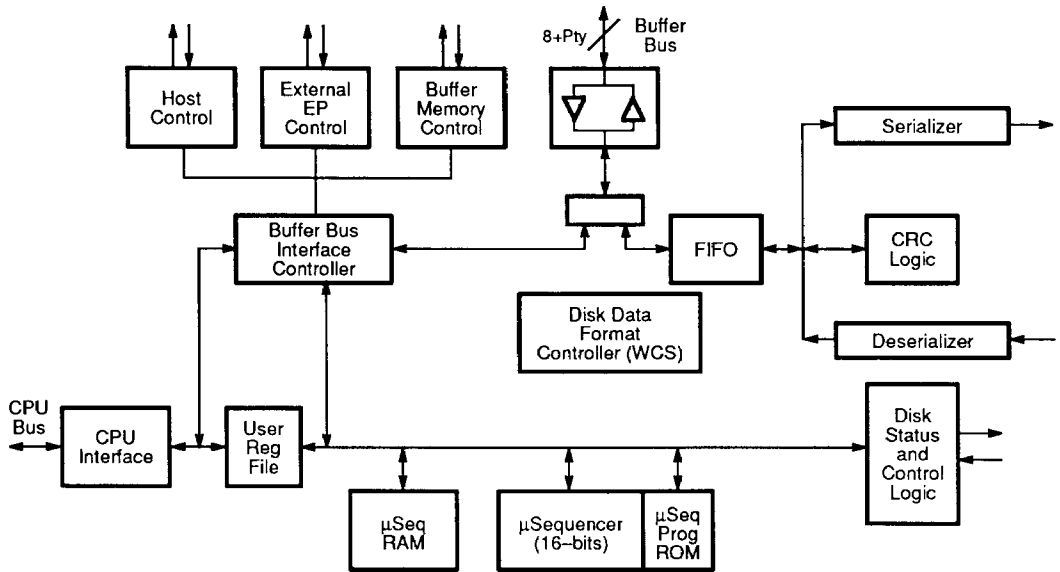 8+Pty
Buffer
Bus
Host
Control
External
EP
Control
Buffer
Memory
Control
Serializer
Buffer Bus
Interface
Controller
FIFO
CRC
Logic
Disk Data
Format
Controller (WCS)
Deserializer
CPU
Bus
CPU
Interface
User
Reg
File
Disk
Status
and
Control
Logic
μSeq
RAM
μSequencer
(16–bits)
μSeq
Prog
ROM